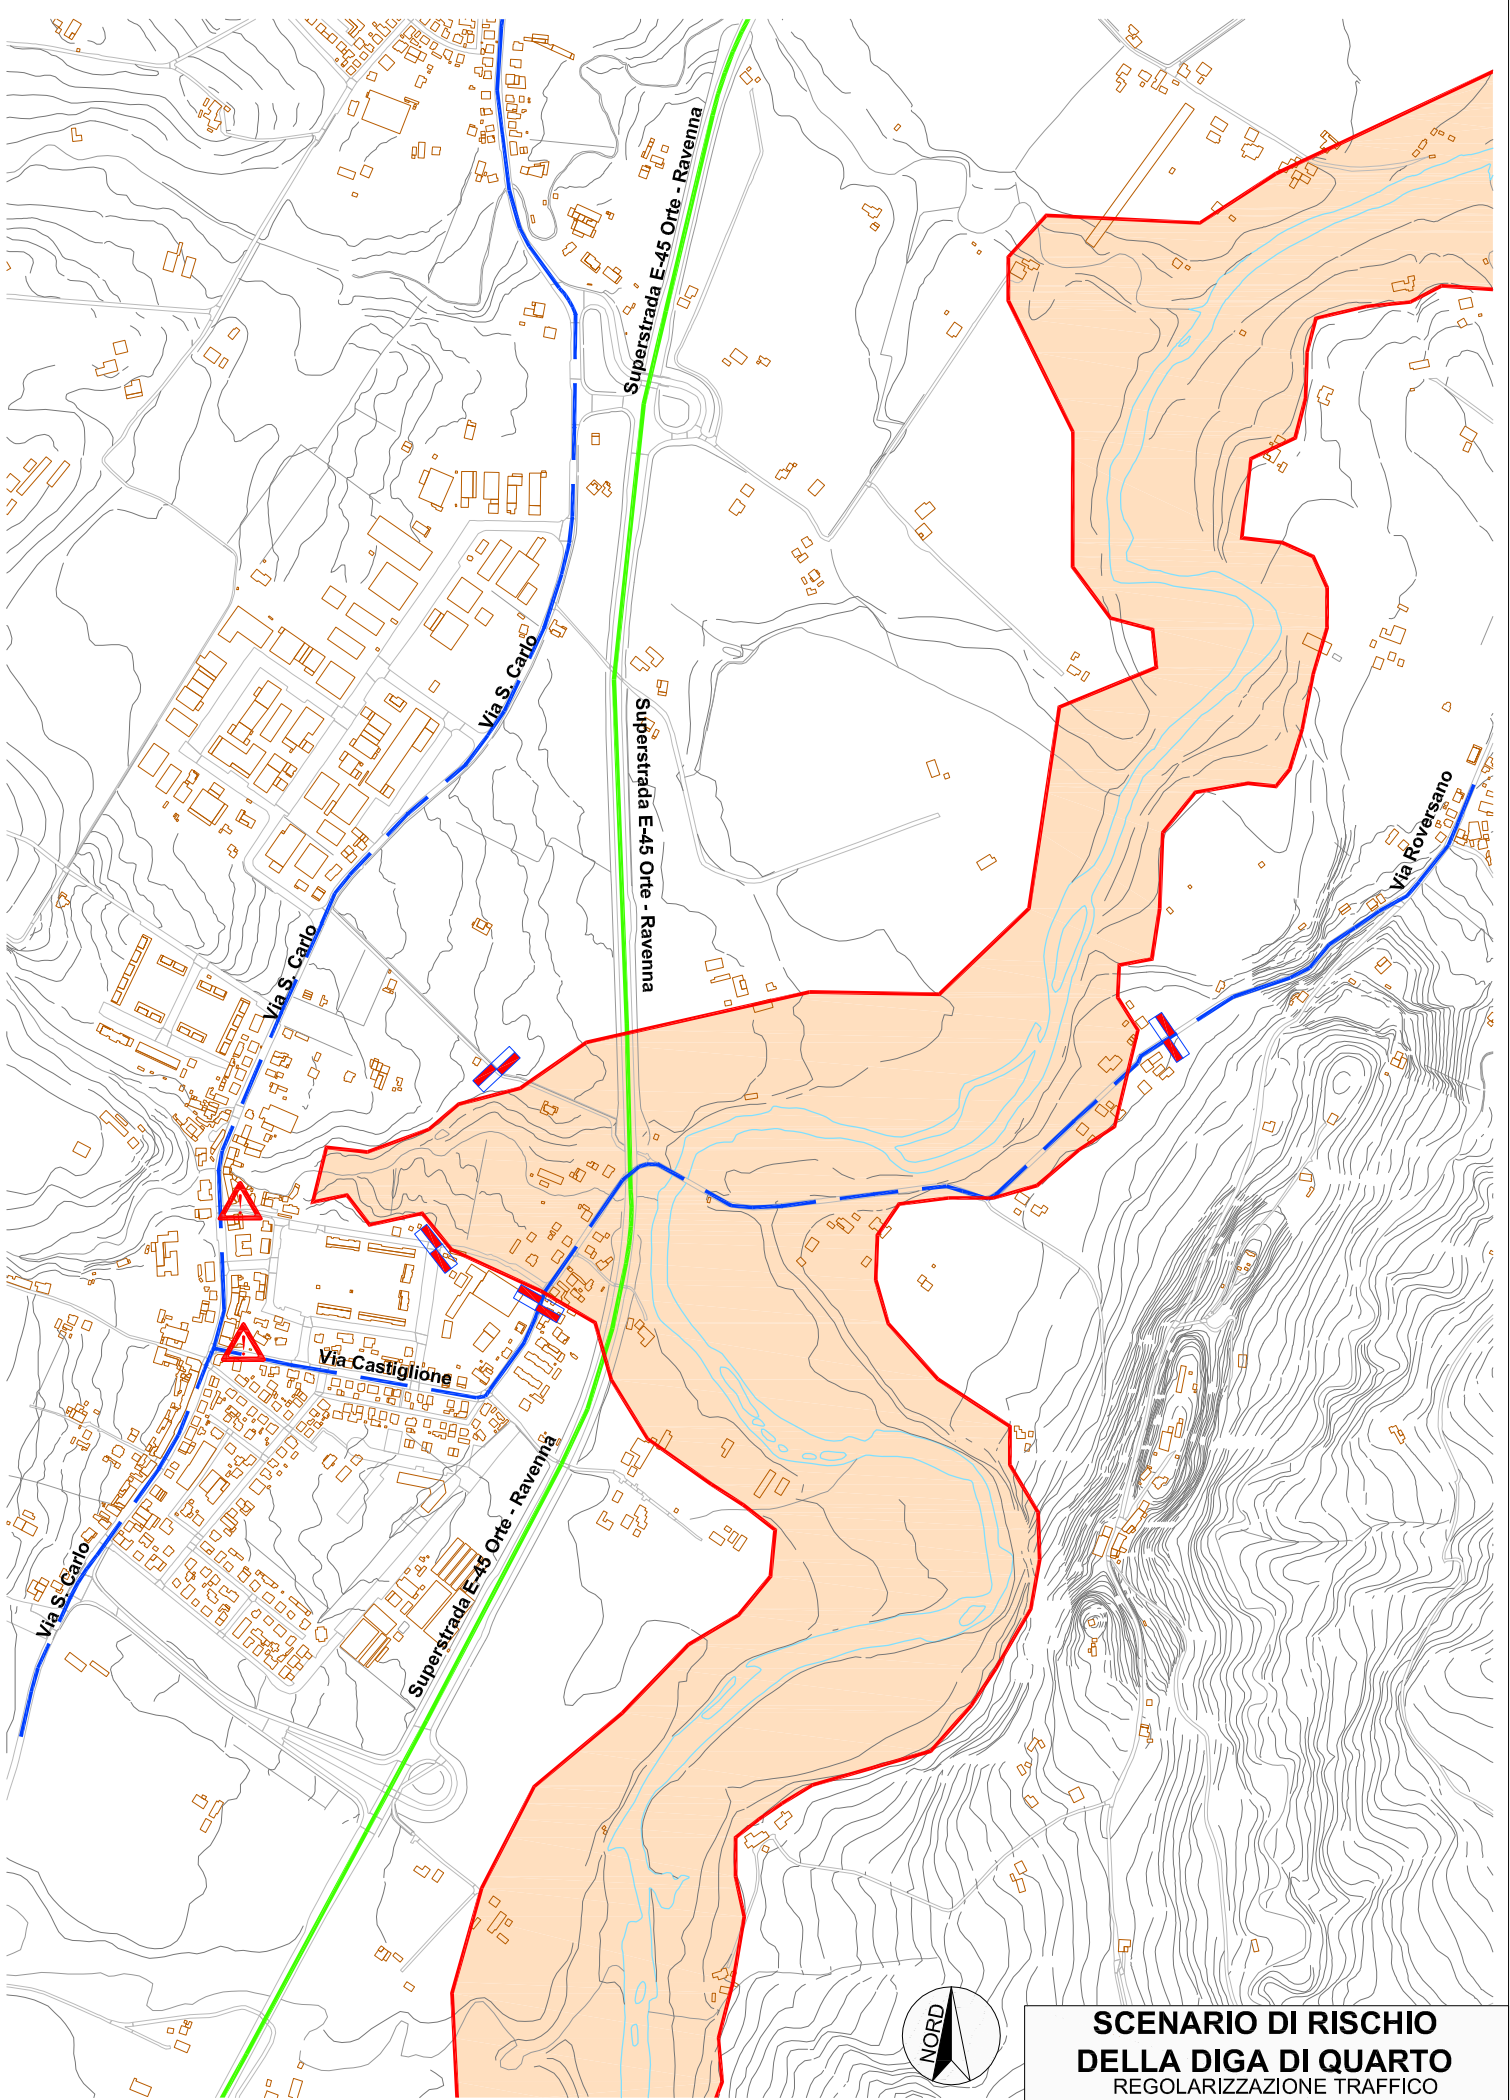 Superstrada E-45 Orte - Ravenna
Via S. Carlo
Superstrada E-45 Orte - Ravenna
Via Roversano
Via S. Carlo
!
!
Via Castiglione
Superstrada E-45 Orte - Ravenna
Via S. Carlo
NORD
SCENARIO DI RISCHIO
DELLA DIGA DI QUARTO
REGOLARIZZAZIONE TRAFFICO